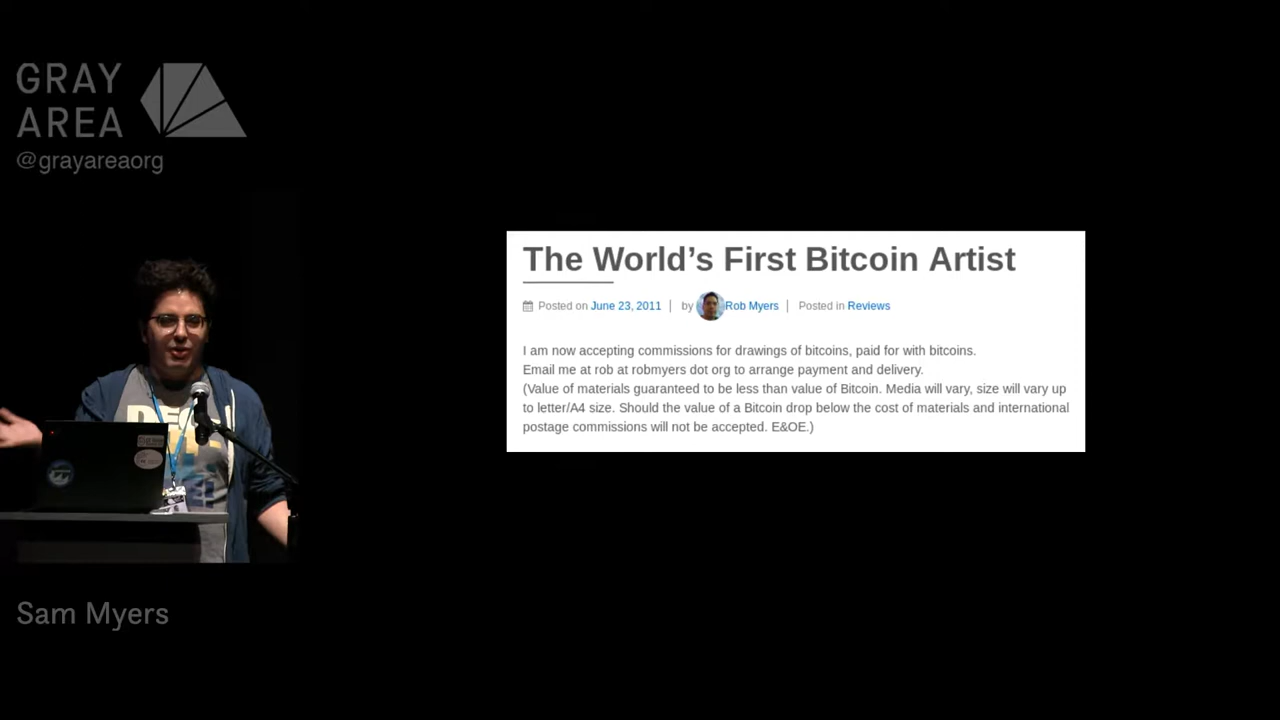 GRAY
AREA
@grayareaorg
The World's First Bitcoin Artist
Posted on June 23, 2011 | by Rob Myers | Posted in Reviews
I am now accepting commissions for drawings of bitcoins, paid for with bitcoins.
Email me at rob at robmyers dot org to arrange payment and delivery.
(Value of materials guaranteed to be less than value of Bitcoin. Media will vary, size will vary up
to letter/A4 size. Should the value of a Bitcoin drop below the cost of materials and international
postage commissions will not be accepted. E&OE.)
Sam Myers